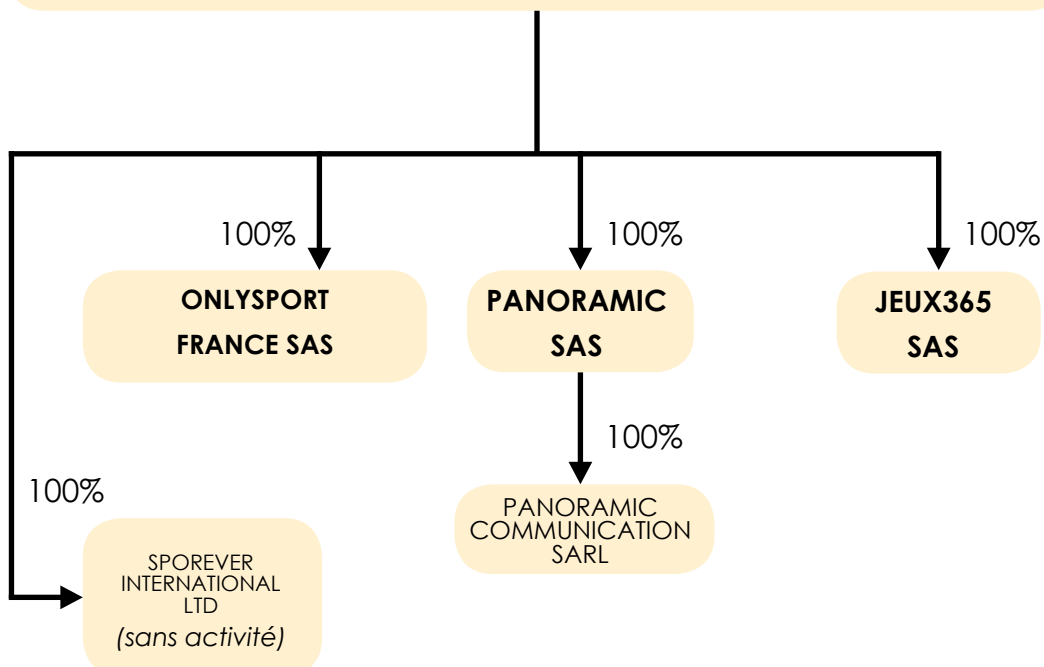 100%
100%
100%
ONLYSPORT
FRANCE SAS
PANORAMIC
SAS
JEUX365
SAS
100%
100%
PANORAMIC
COMMUNICATION
SARL
SPOREVER
INTERNATIONAL
LTD
(sans activité)